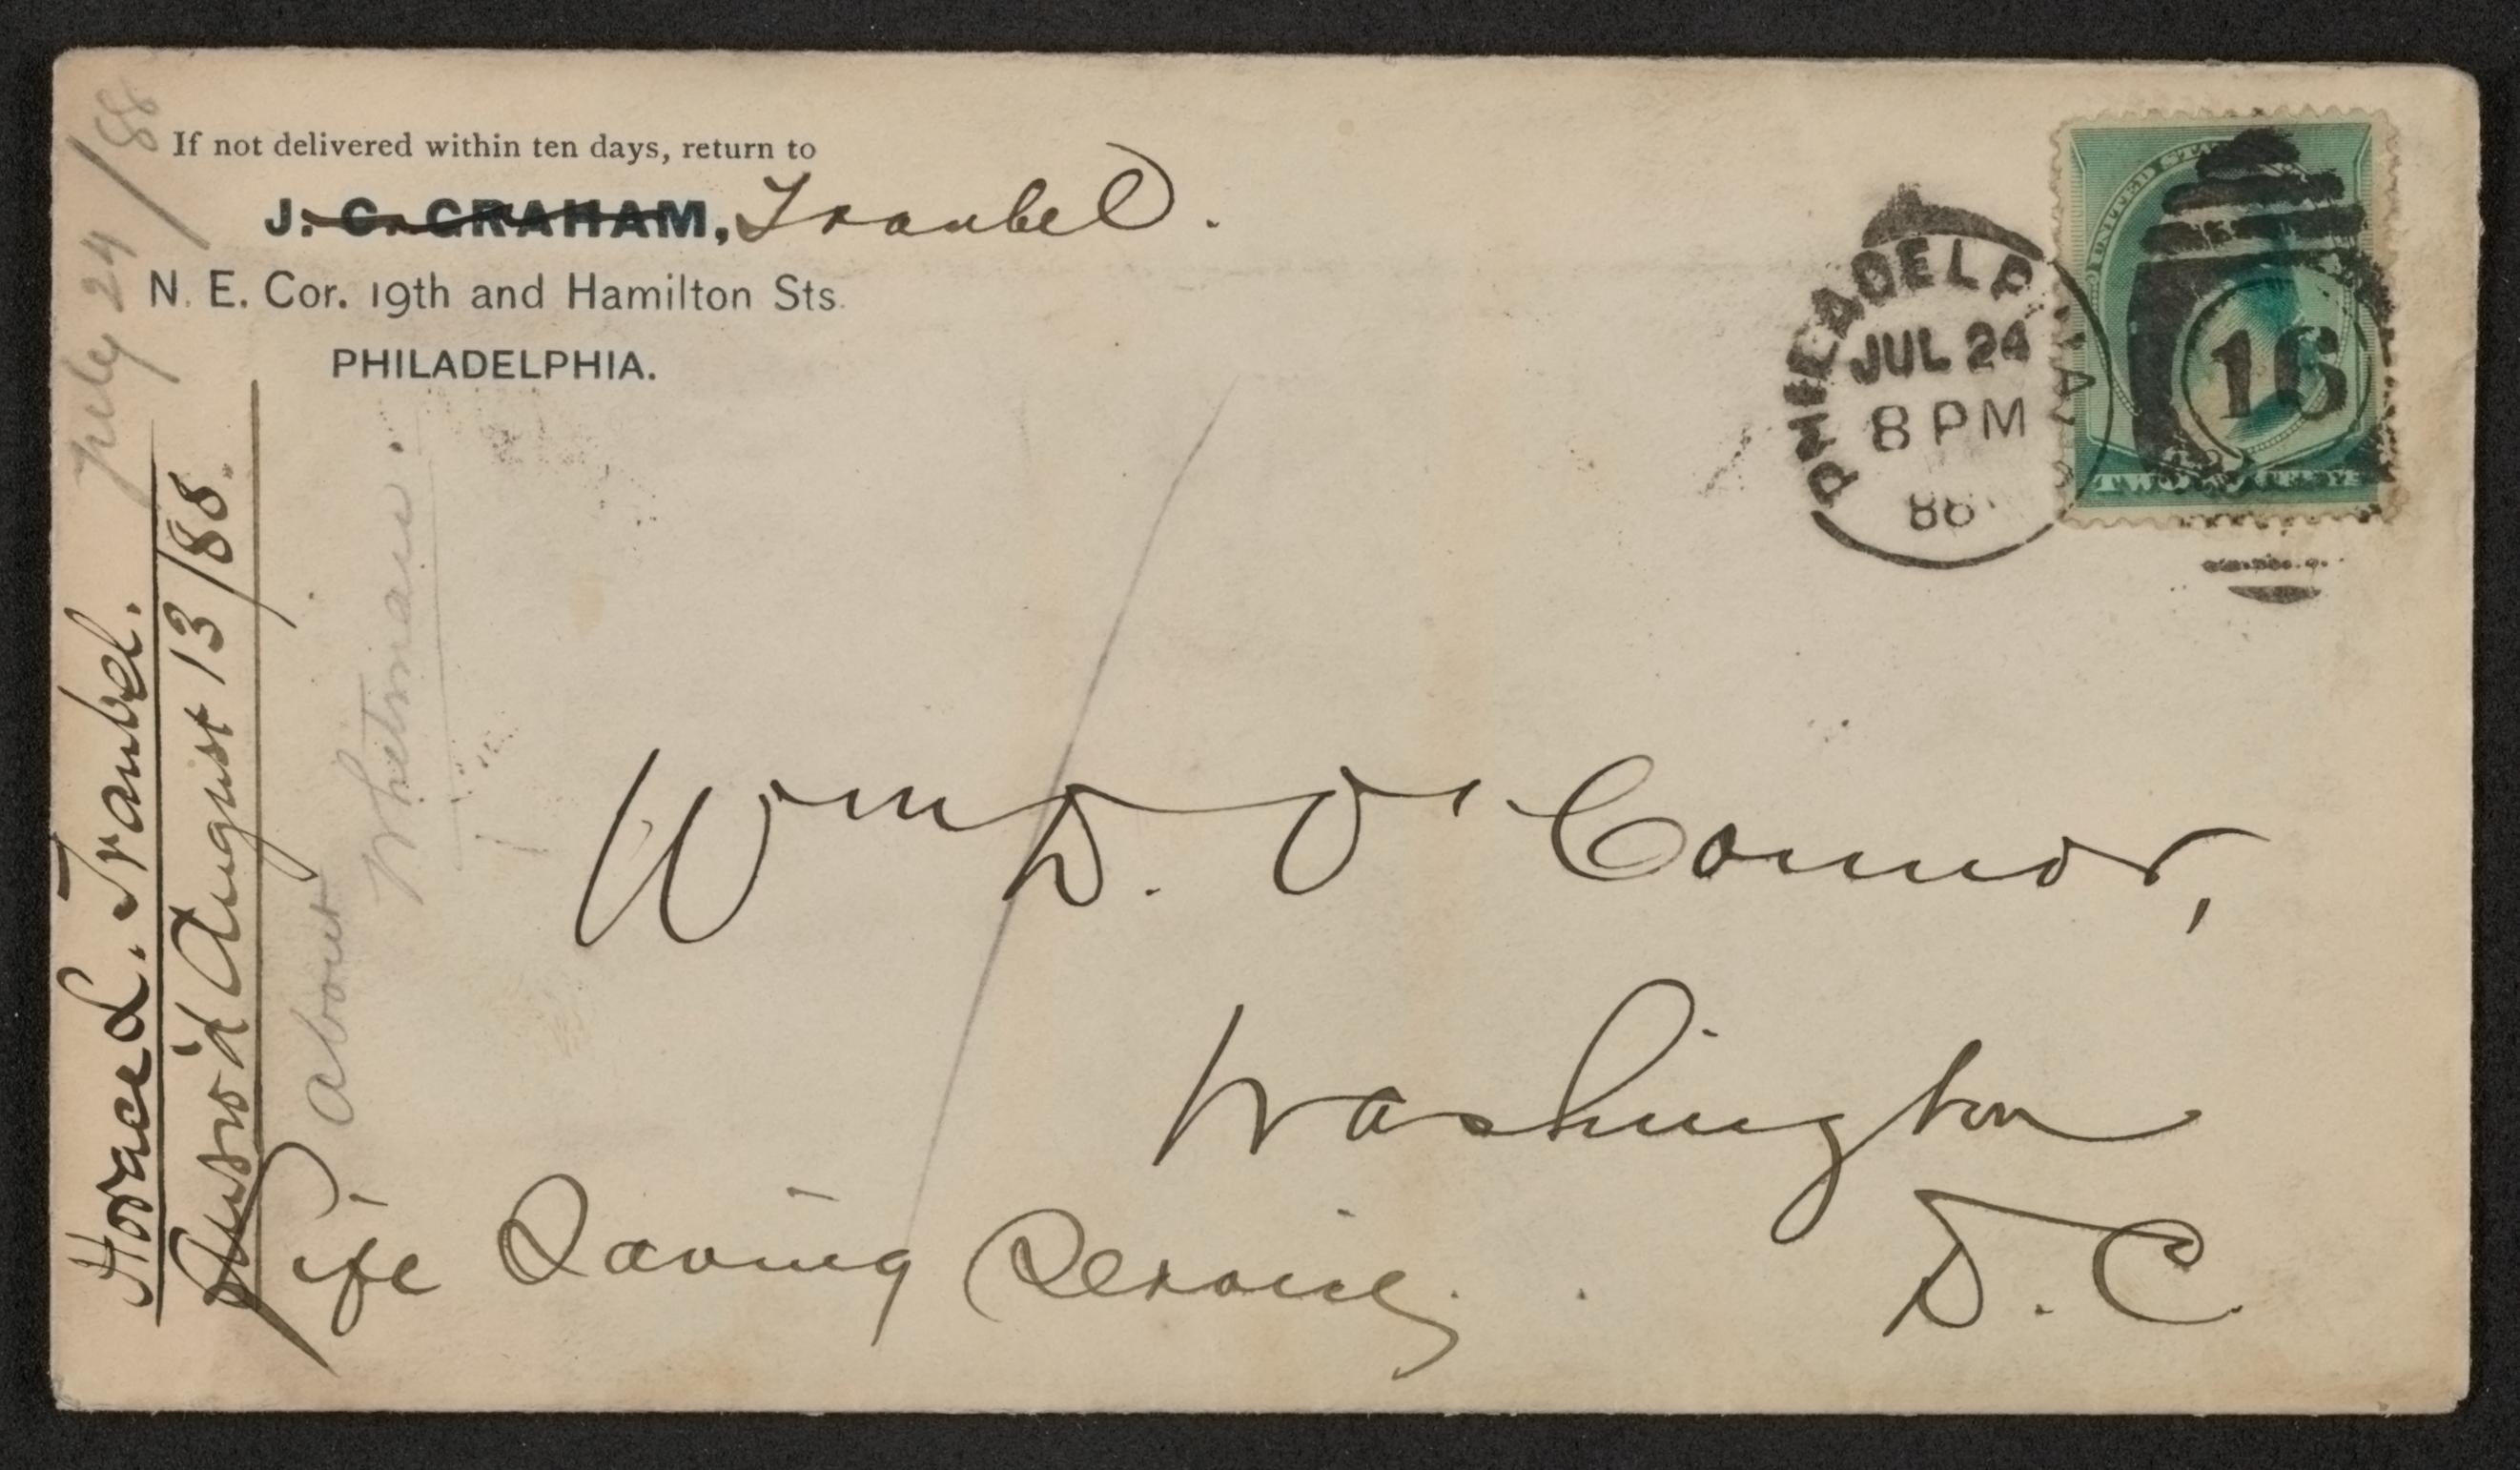 If not delivered within ten days, return to
J. C. GRAHAM, Traubel.
N. E. Cor. 19th and Hamilton Sts.
PHILADELPHIA.
PHILADELPHIA
JUL 24
8 PM
88
UNITED STATES
16
TWO CENTS
Wm D. O'Connor,
Washington
D. C.
Life Saving Service.
July 24/88
Horace L. Traubel.
Answ'd August 13/88.
about
Whitman.